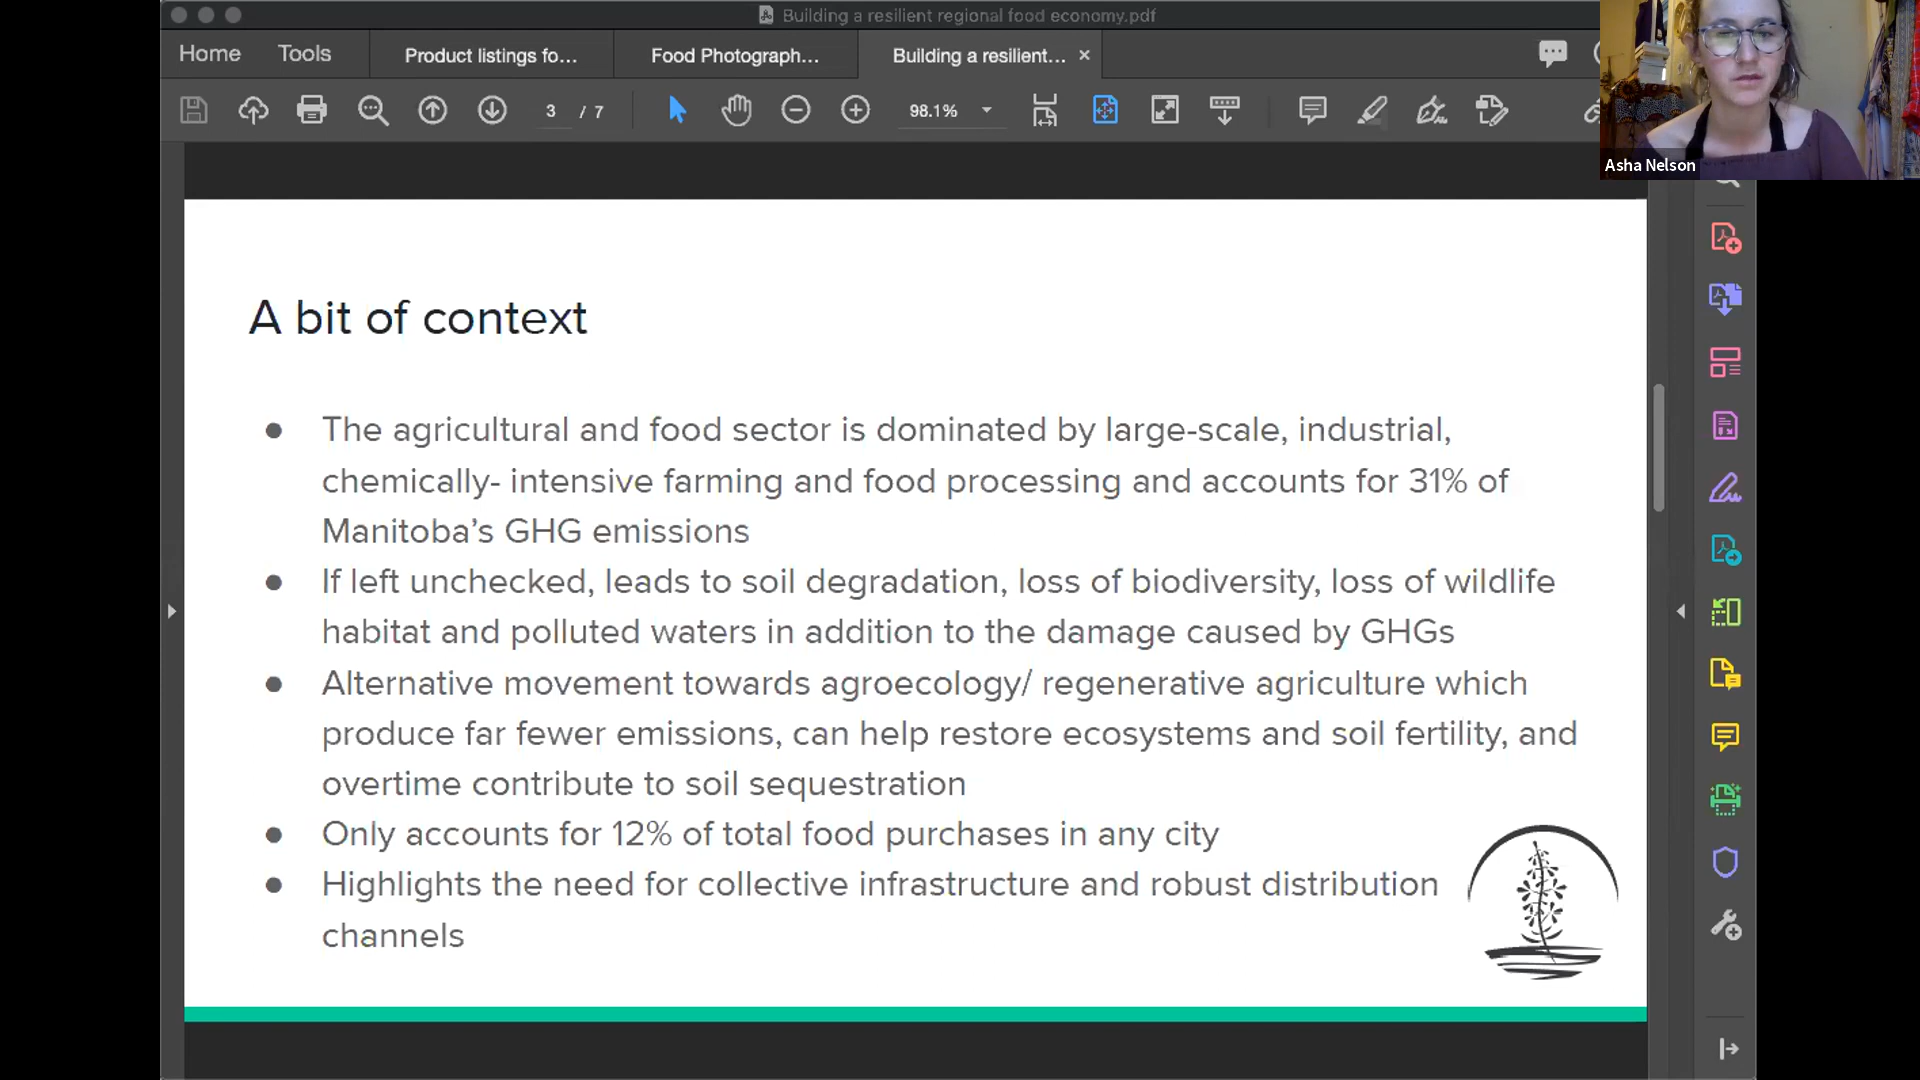 Building a resilient regional food economy.pdf
Home Tools Product listings fo... Food Photograph... Building a resilient... ×
3 / 7 98.1%
Asha Nelson
A bit of context
● The agricultural and food sector is dominated by large-scale, industrial,
chemically- intensive farming and food processing and accounts for 31% of
Manitoba’s GHG emissions
● If left unchecked, leads to soil degradation, loss of biodiversity, loss of wildlife
habitat and polluted waters in addition to the damage caused by GHGs
● Alternative movement towards agroecology/ regenerative agriculture which
produce far fewer emissions, can help restore ecosystems and soil fertility, and
overtime contribute to soil sequestration
● Only accounts for 12% of total food purchases in any city
● Highlights the need for collective infrastructure and robust distribution
channels